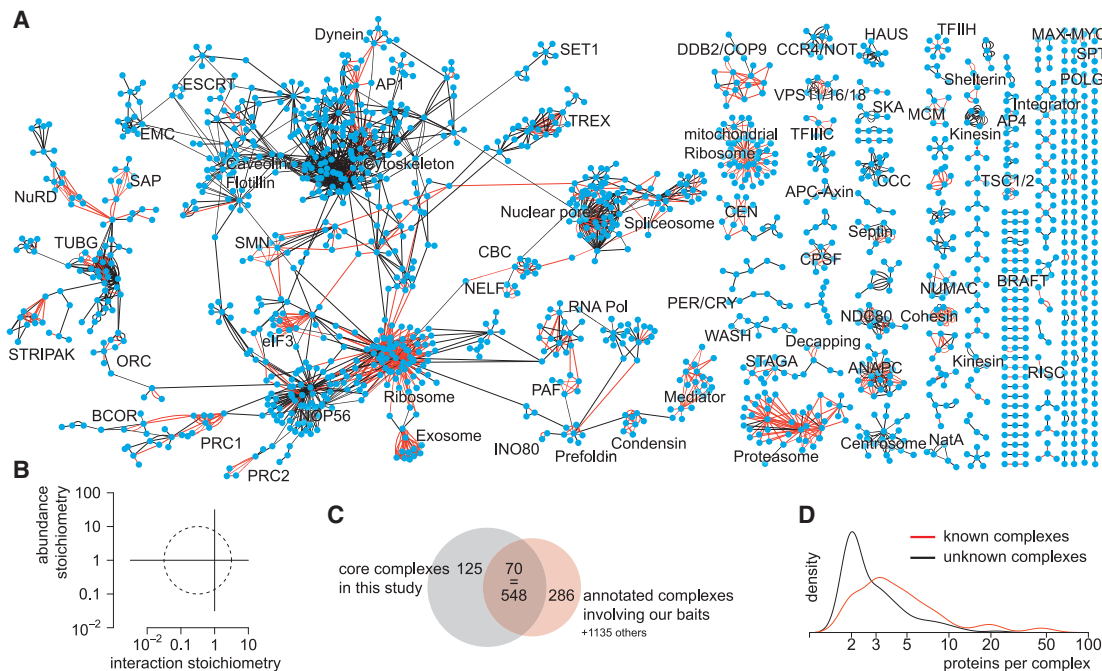 A
Dynein
SET1
DDB2/COP9
CCR4/NOT
HAUS
TFIIH
MAX-MYC
SPT
ESCRT
AP1
VPS11/16/18
Shelterin
POLG
EMC
TREX
SKA
MCM
AP4
Integrator
TFIIIC
Kinesin
mitochondrial
Ribosome
Caveolin
Flotillin
Cytoskeleton
SAP
NuRD
APC-Axin
CCC
TSC1/2
Nuclear pore
Spliceosome
CEN
Septin
TUBG
SMN
CBC
CPSF
NELF
NUMAC
BRAFT
PER/CRY
RNA Pol
NDC80
Cohesin
WASH
STRIPAK
ORC
eIF3
Decapping
STAGA
Kinesin
ANAPC
RISC
PAF
Mediator
Ribosome
BCOR
NOP56
PRC1
Exosome
INO80
Prefoldin
Condensin
Proteasome
Centrosome
NatA
PRC2
B
abundance
stoichiometry
100
10
1
0.1
10⁻²
10⁻² 0.1 1 10
interaction stoichiometry
C
core complexes
in this study
125
70
=
548
286
annotated complexes
involving our baits
+1135 others
D
known complexes
unknown complexes
density
2 3 5 10 20 50 100
proteins per complex